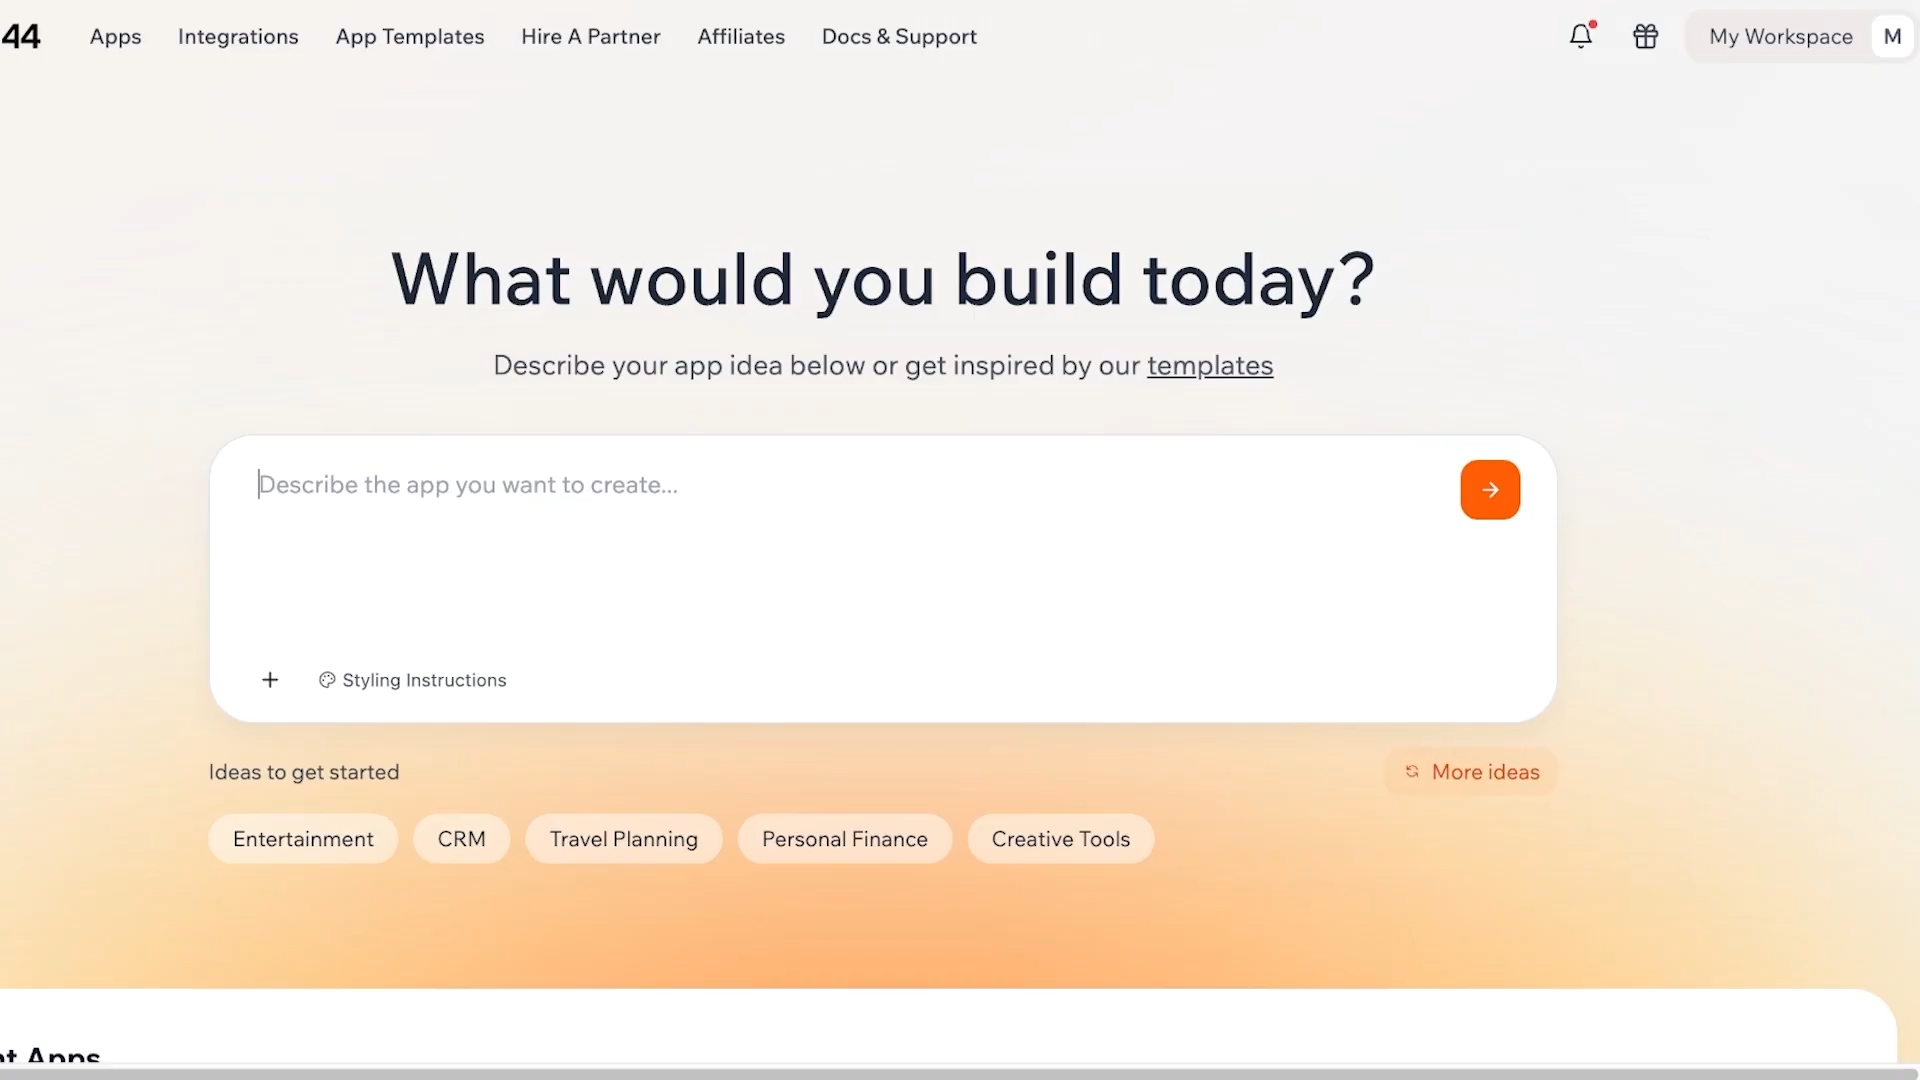 44 Apps Integrations App Templates Hire A Partner Affiliates Docs & Support My Workspace M
What would you build today?
Describe your app idea below or get inspired by our templates
Describe the app you want to create...
Styling Instructions
Ideas to get started More ideas
Entertainment CRM Travel Planning Personal Finance Creative Tools
nt Apps